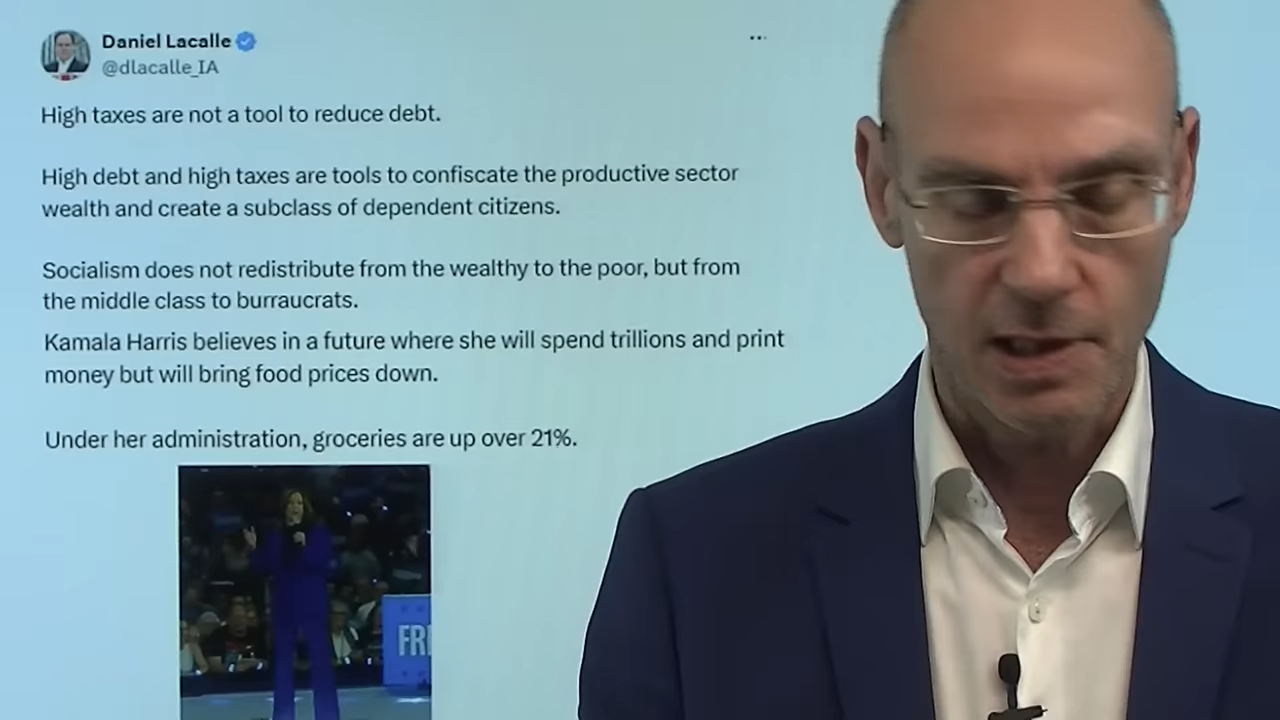 Daniel Lacalle
@dlacalle_IA
High taxes are not a tool to reduce debt.
High debt and high taxes are tools to confiscate the productive sector
wealth and create a subclass of dependent citizens.
Socialism does not redistribute from the wealthy to the poor, but from
the middle class to burraucrats.
Kamala Harris believes in a future where she will spend trillions and print
money but will bring food prices down.
Under her administration, groceries are up over 21%.
FRE